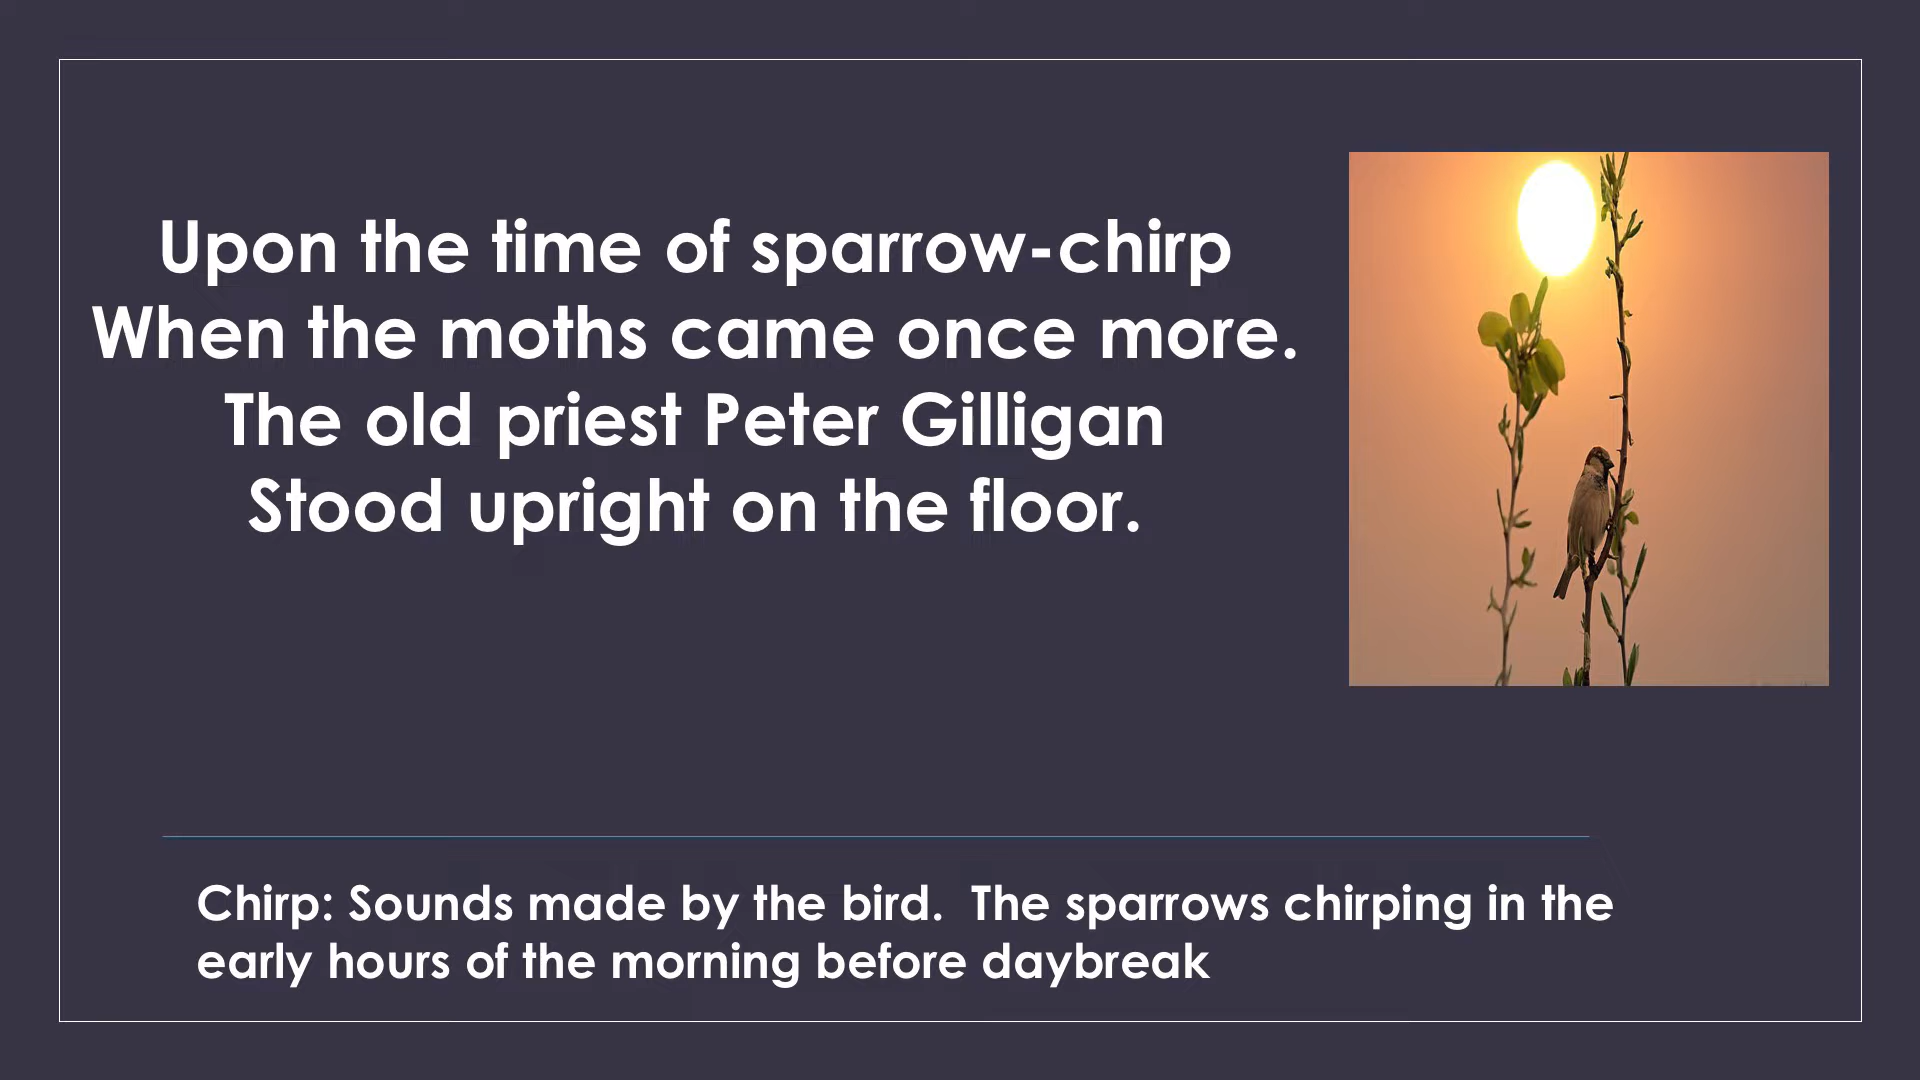 Upon the time of sparrow-chirp
When the moths came once more.
The old priest Peter Gilligan
Stood upright on the floor.
Chirp: Sounds made by the bird.  The sparrows chirping in the
early hours of the morning before daybreak